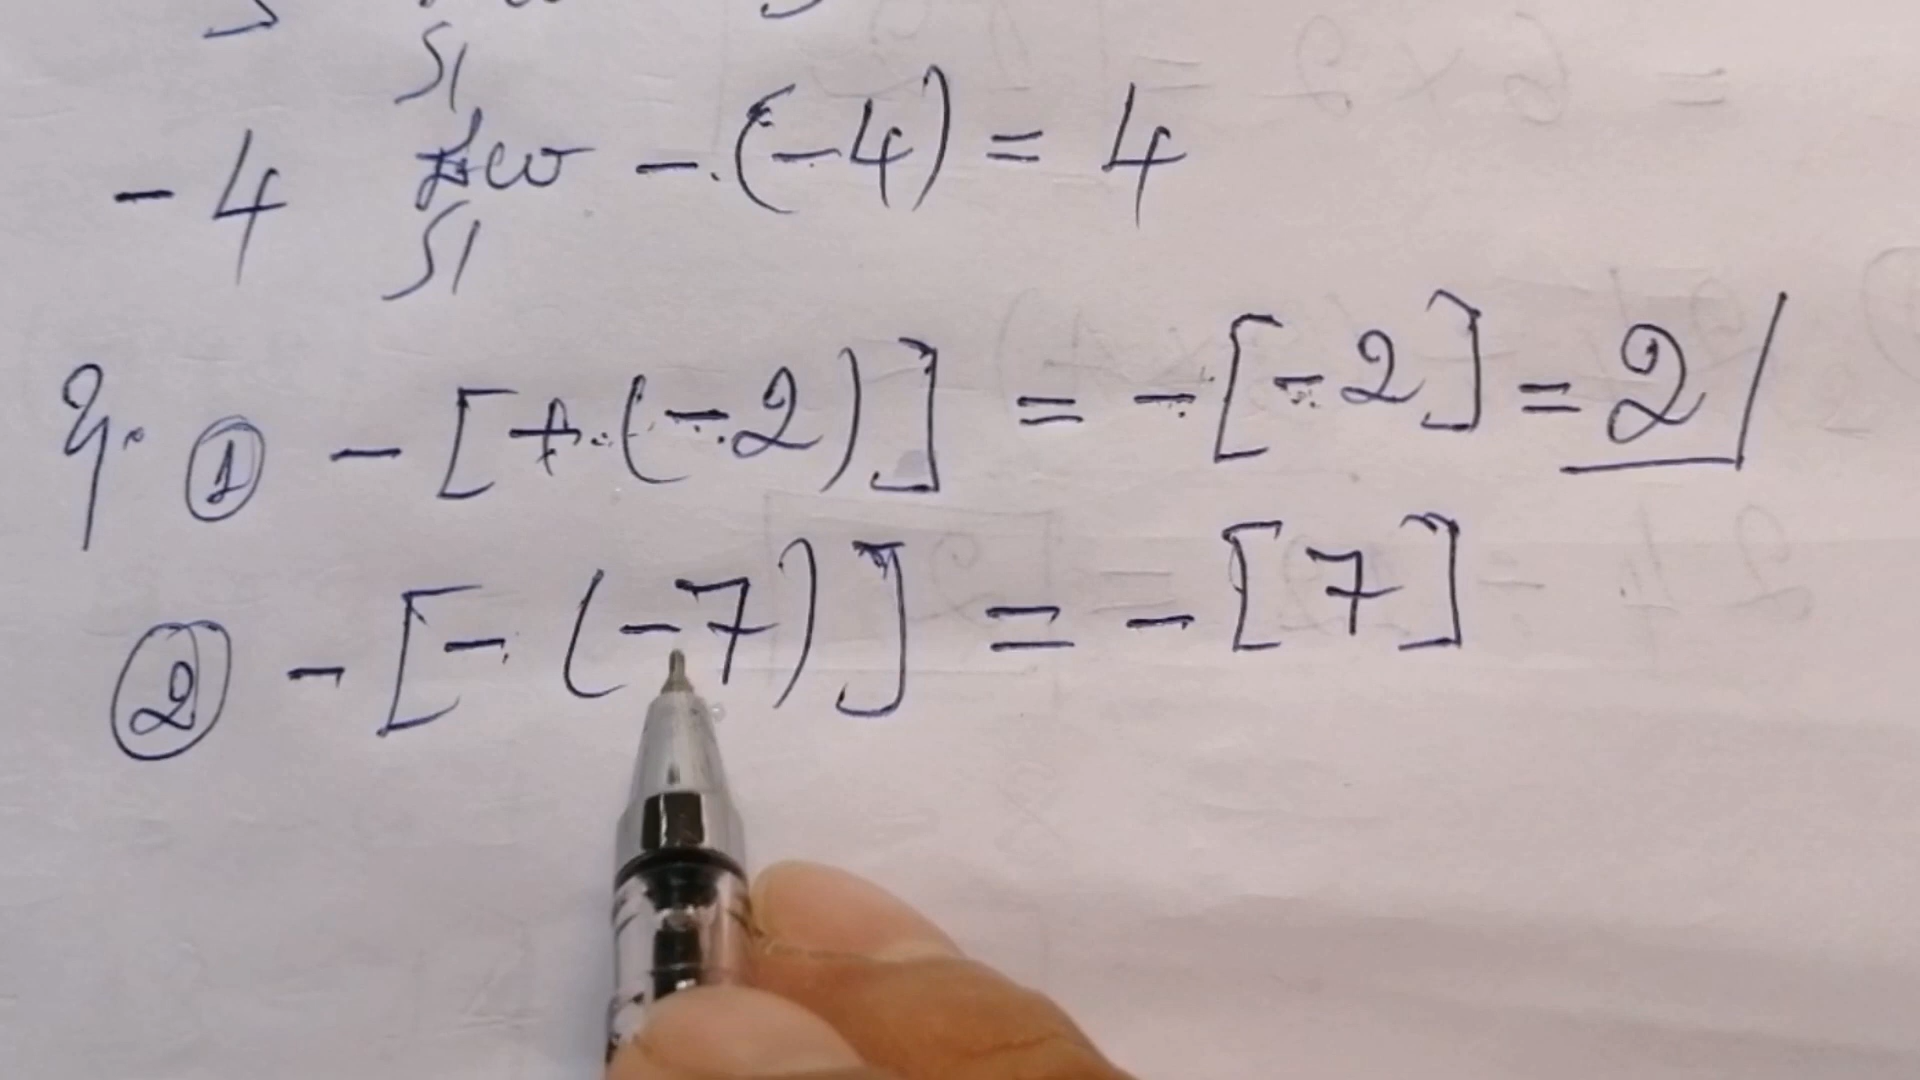 - 4 - (-4) = 4
① - [+(-2)] = -[-2] = 2
② - [-(-7)] = -[7]